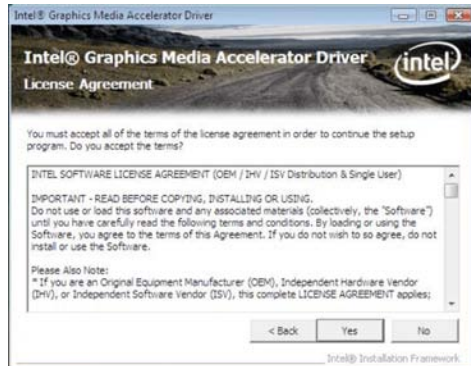 Intel® Graphics Media Accelerator Driver
Intel® Graphics Media Accelerator Driver
intel
License Agreement
You must accept all of the terms of the license agreement in order to continue the setup
program. Do you accept the terms?
INTEL SOFTWARE LICENSE AGREEMENT (OEM / IHV / ISV Distribution & Single User)
IMPORTANT - READ BEFORE COPYING, INSTALLING OR USING.
Do not use or load this software and any associated materials (collectively, the "Software")
until you have carefully read the following terms and conditions. By loading or using the
Software, you agree to the terms of this Agreement. If you do not wish to so agree, do not
install or use the Software.
Please Also Note:
* If you are an Original Equipment Manufacturer (OEM), Independent Hardware Vendor
(IHV), or Independent Software Vendor (ISV), this complete LICENSE AGREEMENT applies;
< Back Yes No
Intel® Installation Framework